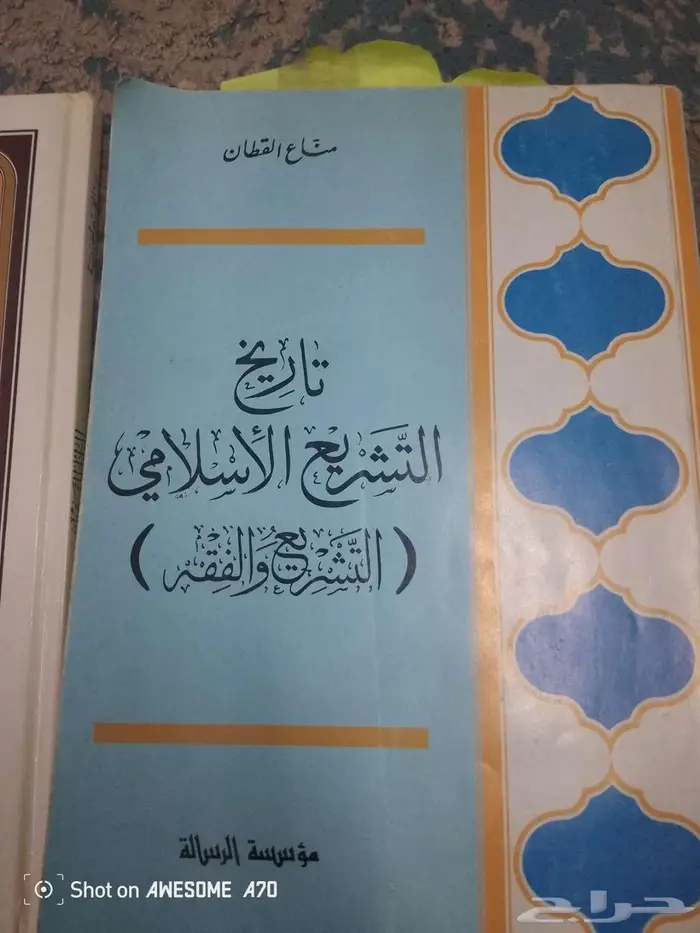 مناع القطان
تاريخ
التشريع الإسلامي
(التشريع والفقه)
مؤسسة الرسالة
Shot on AWESOME A70
حراج